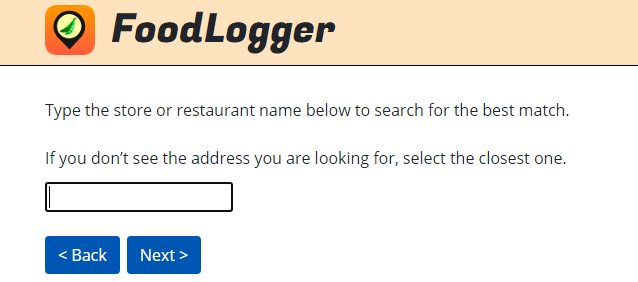 FoodLogger
Type the store or restaurant name below to search for the best match.
If you don’t see the address you are looking for, select the closest one.
< Back
Next >